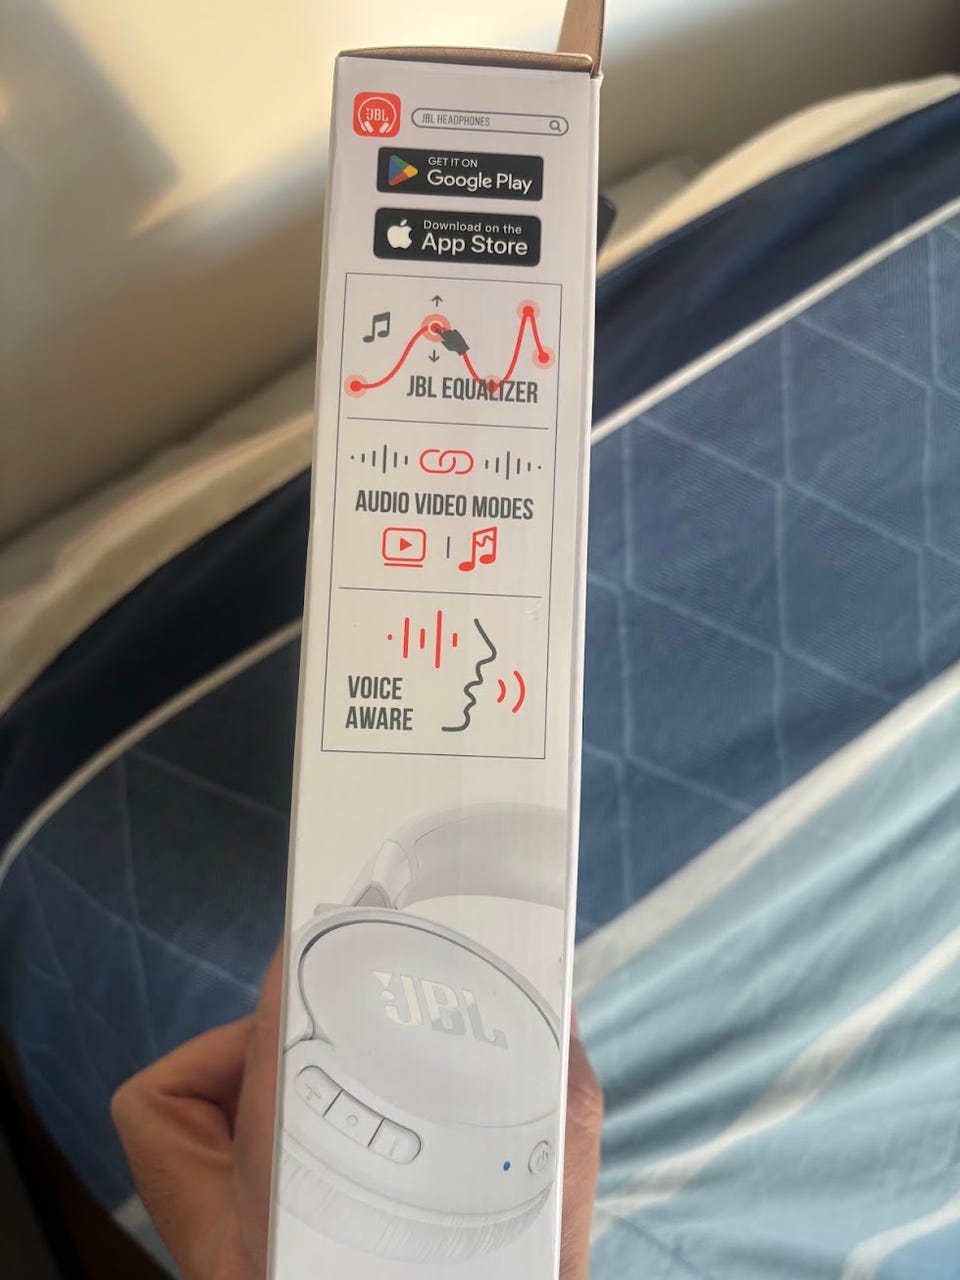 JBL
JBL HEADPHONES
GET IT ON
Google Play
Download on the
App Store
JBL EQUALIZER
AUDIO VIDEO MODES
VOICE
AWARE
JBL